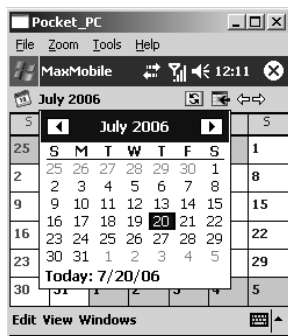 Pocket_PC
File Zoom Tools Help
MaxMobile 12:11
July 2006
S S
July 2006
S M T W T F S
25 26 27 28 29 30 1
2 3 4 5 6 7 8
9 10 11 12 13 14 15
16 17 18 19 20 21 22
23 24 25 26 27 28 29
30 31 1 2 3 4 5
Today: 7/20/06
25 1
2 8
9 15
16 22
23 29
30 31 1 2 3 4 5
Edit View Windows